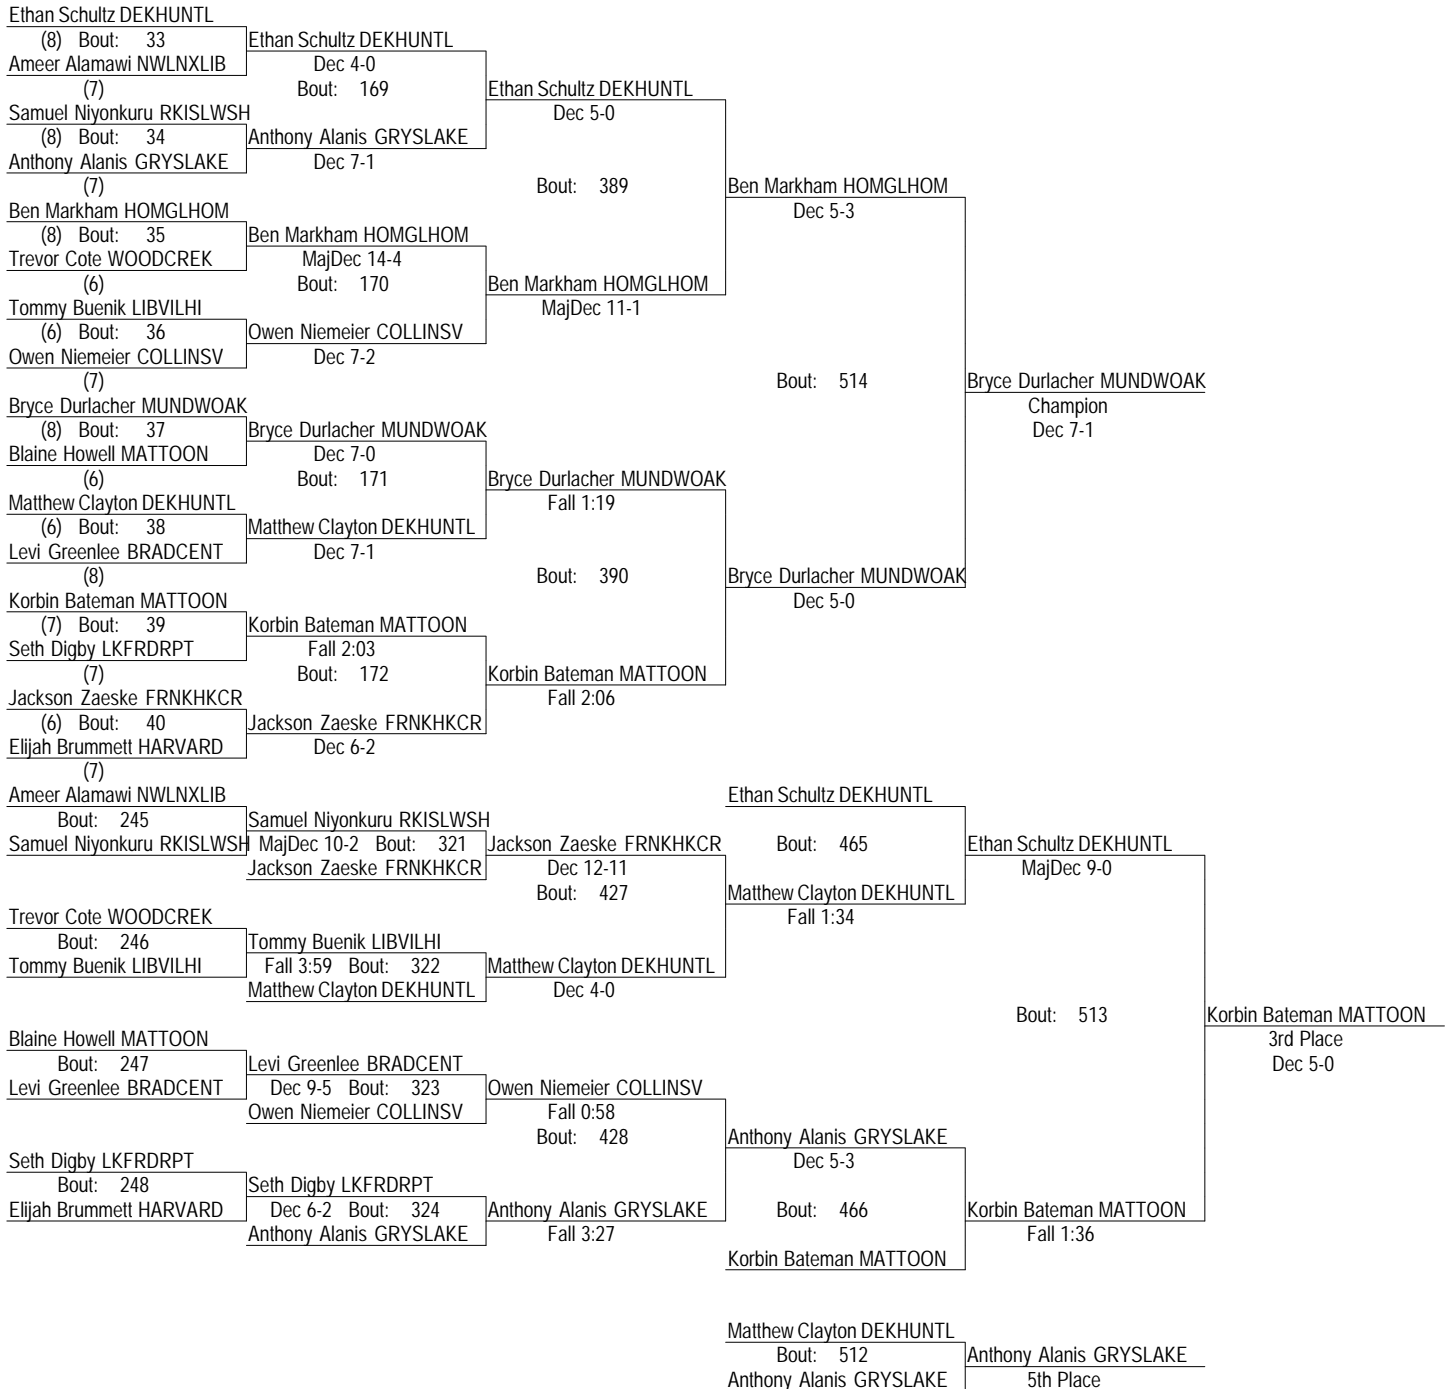 Ethan Schultz DEKHUNTL
(8) Bout: 33 Ethan Schultz DEKHUNTL
Ameer Alamawi NWLNXLIB Dec 4-0
(7) Bout: 169 Ethan Schultz DEKHUNTL
Samuel Niyonkuru RKISLWSH Dec 5-0
(8) Bout: 34 Anthony Alanis GRYSLAKE
Anthony Alanis GRYSLAKE Dec 7-1
(7) Bout: 389 Ben Markham HOMGLHOM
Ben Markham HOMGLHOM Dec 5-3
(8) Bout: 35 Ben Markham HOMGLHOM
Trevor Cote WOODCREK MajDec 14-4
(6) Bout: 170 Ben Markham HOMGLHOM
Tommy Buenik LIBVILHI MajDec 11-1
(6) Bout: 36 Owen Niemeier COLLINSV
Owen Niemeier COLLINSV Dec 7-2
(7) Bout: 514 Bryce Durlacher MUNDWOAK
Bryce Durlacher MUNDWOAK Champion
(8) Bout: 37 Bryce Durlacher MUNDWOAK Dec 7-1
Blaine Howell MATTOON Dec 7-0
(6) Bout: 171 Bryce Durlacher MUNDWOAK
Matthew Clayton DEKHUNTL Fall 1:19
(6) Bout: 38 Matthew Clayton DEKHUNTL
Levi Greenlee BRADCENT Dec 7-1
(8) Bout: 390 Bryce Durlacher MUNDWOAK
Korbin Bateman MATTOON Dec 5-0
(7) Bout: 39 Korbin Bateman MATTOON
Seth Digby LKFRDRPT Fall 2:03
(7) Bout: 172 Korbin Bateman MATTOON
Jackson Zaeske FRNKHKCR Fall 2:06
(6) Bout: 40 Jackson Zaeske FRNKHKCR
Elijah Brummett HARVARD Dec 6-2
(7)
Ameer Alamawi NWLNXLIB Ethan Schultz DEKHUNTL
Bout: 245 Samuel Niyonkuru RKISLWSH
Samuel Niyonkuru RKISLWSH MajDec 10-2 Bout: 321 Jackson Zaeske FRNKHKCR Bout: 465 Ethan Schultz DEKHUNTL
Jackson Zaeske FRNKHKCR Dec 12-11 MajDec 9-0
Bout: 427 Matthew Clayton DEKHUNTL
Trevor Cote WOODCREK Fall 1:34
Bout: 246 Tommy Buenik LIBVILHI
Tommy Buenik LIBVILHI Fall 3:59 Bout: 322 Matthew Clayton DEKHUNTL
Matthew Clayton DEKHUNTL Dec 4-0
Bout: 513 Korbin Bateman MATTOON
Blaine Howell MATTOON 3rd Place
Bout: 247 Levi Greenlee BRADCENT Dec 5-0
Levi Greenlee BRADCENT Dec 9-5 Bout: 323 Owen Niemeier COLLINSV
Owen Niemeier COLLINSV Fall 0:58
Bout: 428 Anthony Alanis GRYSLAKE
Seth Digby LKFRDRPT Dec 5-3
Bout: 248 Seth Digby LKFRDRPT
Elijah Brummett HARVARD Dec 6-2 Bout: 324 Anthony Alanis GRYSLAKE Bout: 466 Korbin Bateman MATTOON
Anthony Alanis GRYSLAKE Fall 3:27 Fall 1:36
Korbin Bateman MATTOON
Matthew Clayton DEKHUNTL
Bout: 512 Anthony Alanis GRYSLAKE
Anthony Alanis GRYSLAKE 5th Place